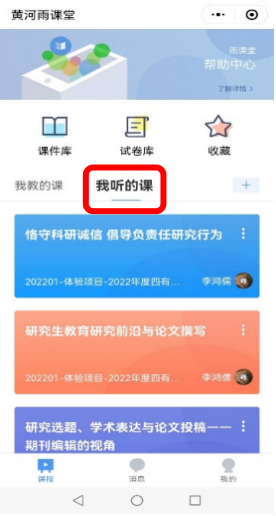 黄河雨课堂
雨课堂
帮助中心
了解详情 >
课件库
试卷库
收藏
我教的课
我听的课
恪守科研诚信 倡导负责任研究行为
202201-体验项目-2022年度四有...
李鸿儒
研究生教育研究前沿与论文撰写
202201-体验项目-2022年度四有...
李鸿儒
研究选题、学术表达与论文投稿——
期刊编辑的视角
课程
消息
我的